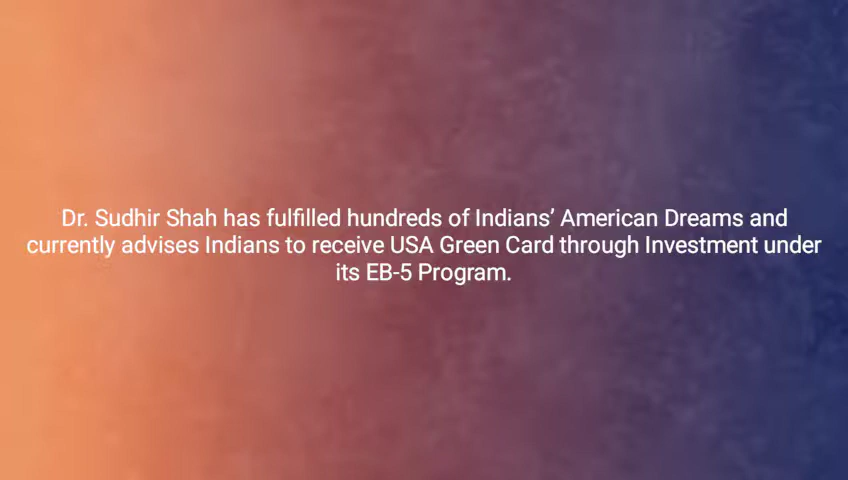 Dr. Sudhir Shah has fulfilled hundreds of Indians’ American Dreams and
currently advises Indians to receive USA Green Card through Investment under
its EB-5 Program.